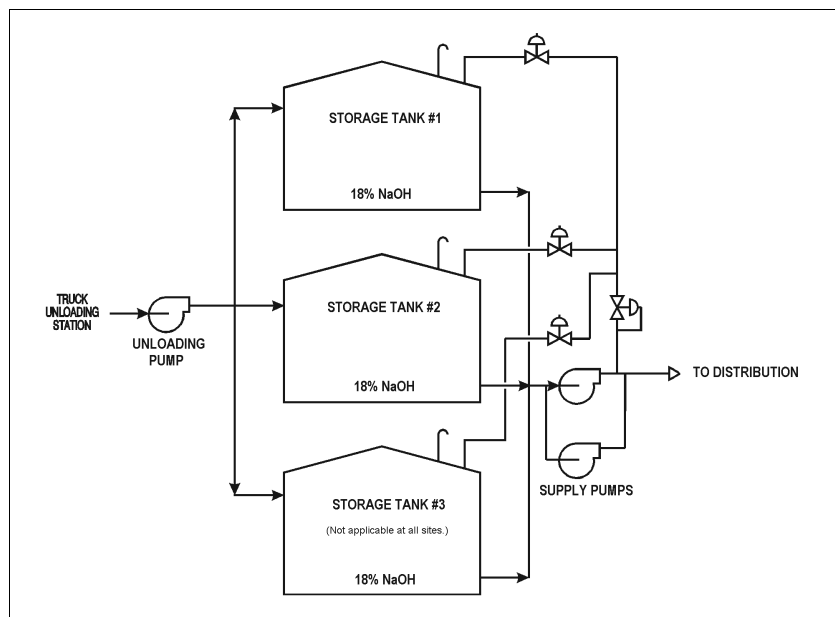 STORAGE TANK #1
18% NaOH
STORAGE TANK #2
TRUCK
UNLOADING
STATION
UNLOADING
PUMP
18% NaOH
TO DISTRIBUTION
SUPPLY PUMPS
STORAGE TANK #3
(Not applicable at all sites.)
18% NaOH